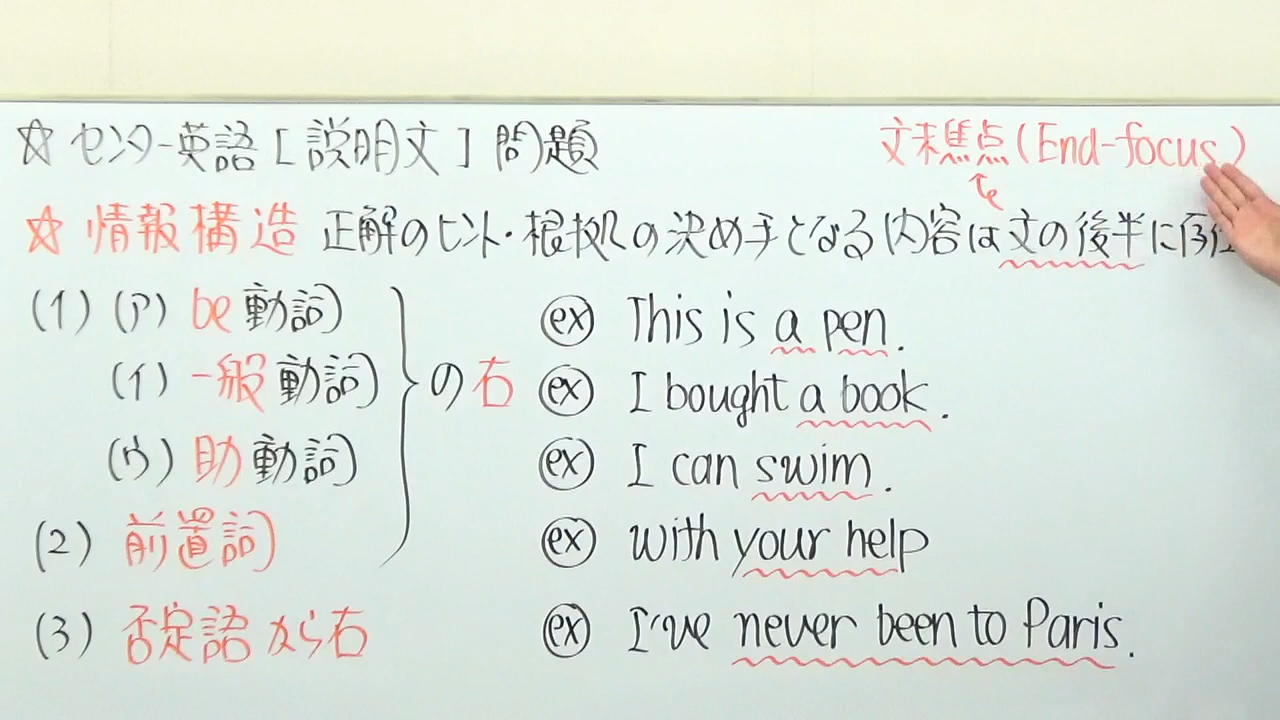 ☆ センター英語 [説明文] 問題
文末焦点 (End-focus)
☆ 情報構造 正解のヒント・根拠の決め手となる内容は文の後半に
(1) (ア) be動詞
(イ) 一般動詞
(ウ) 助動詞
の右
(2) 前置詞
(3) 否定語から右
ex This is a pen.
ex I bought a book.
ex I can swim.
ex with your help
ex I've never been to Paris.